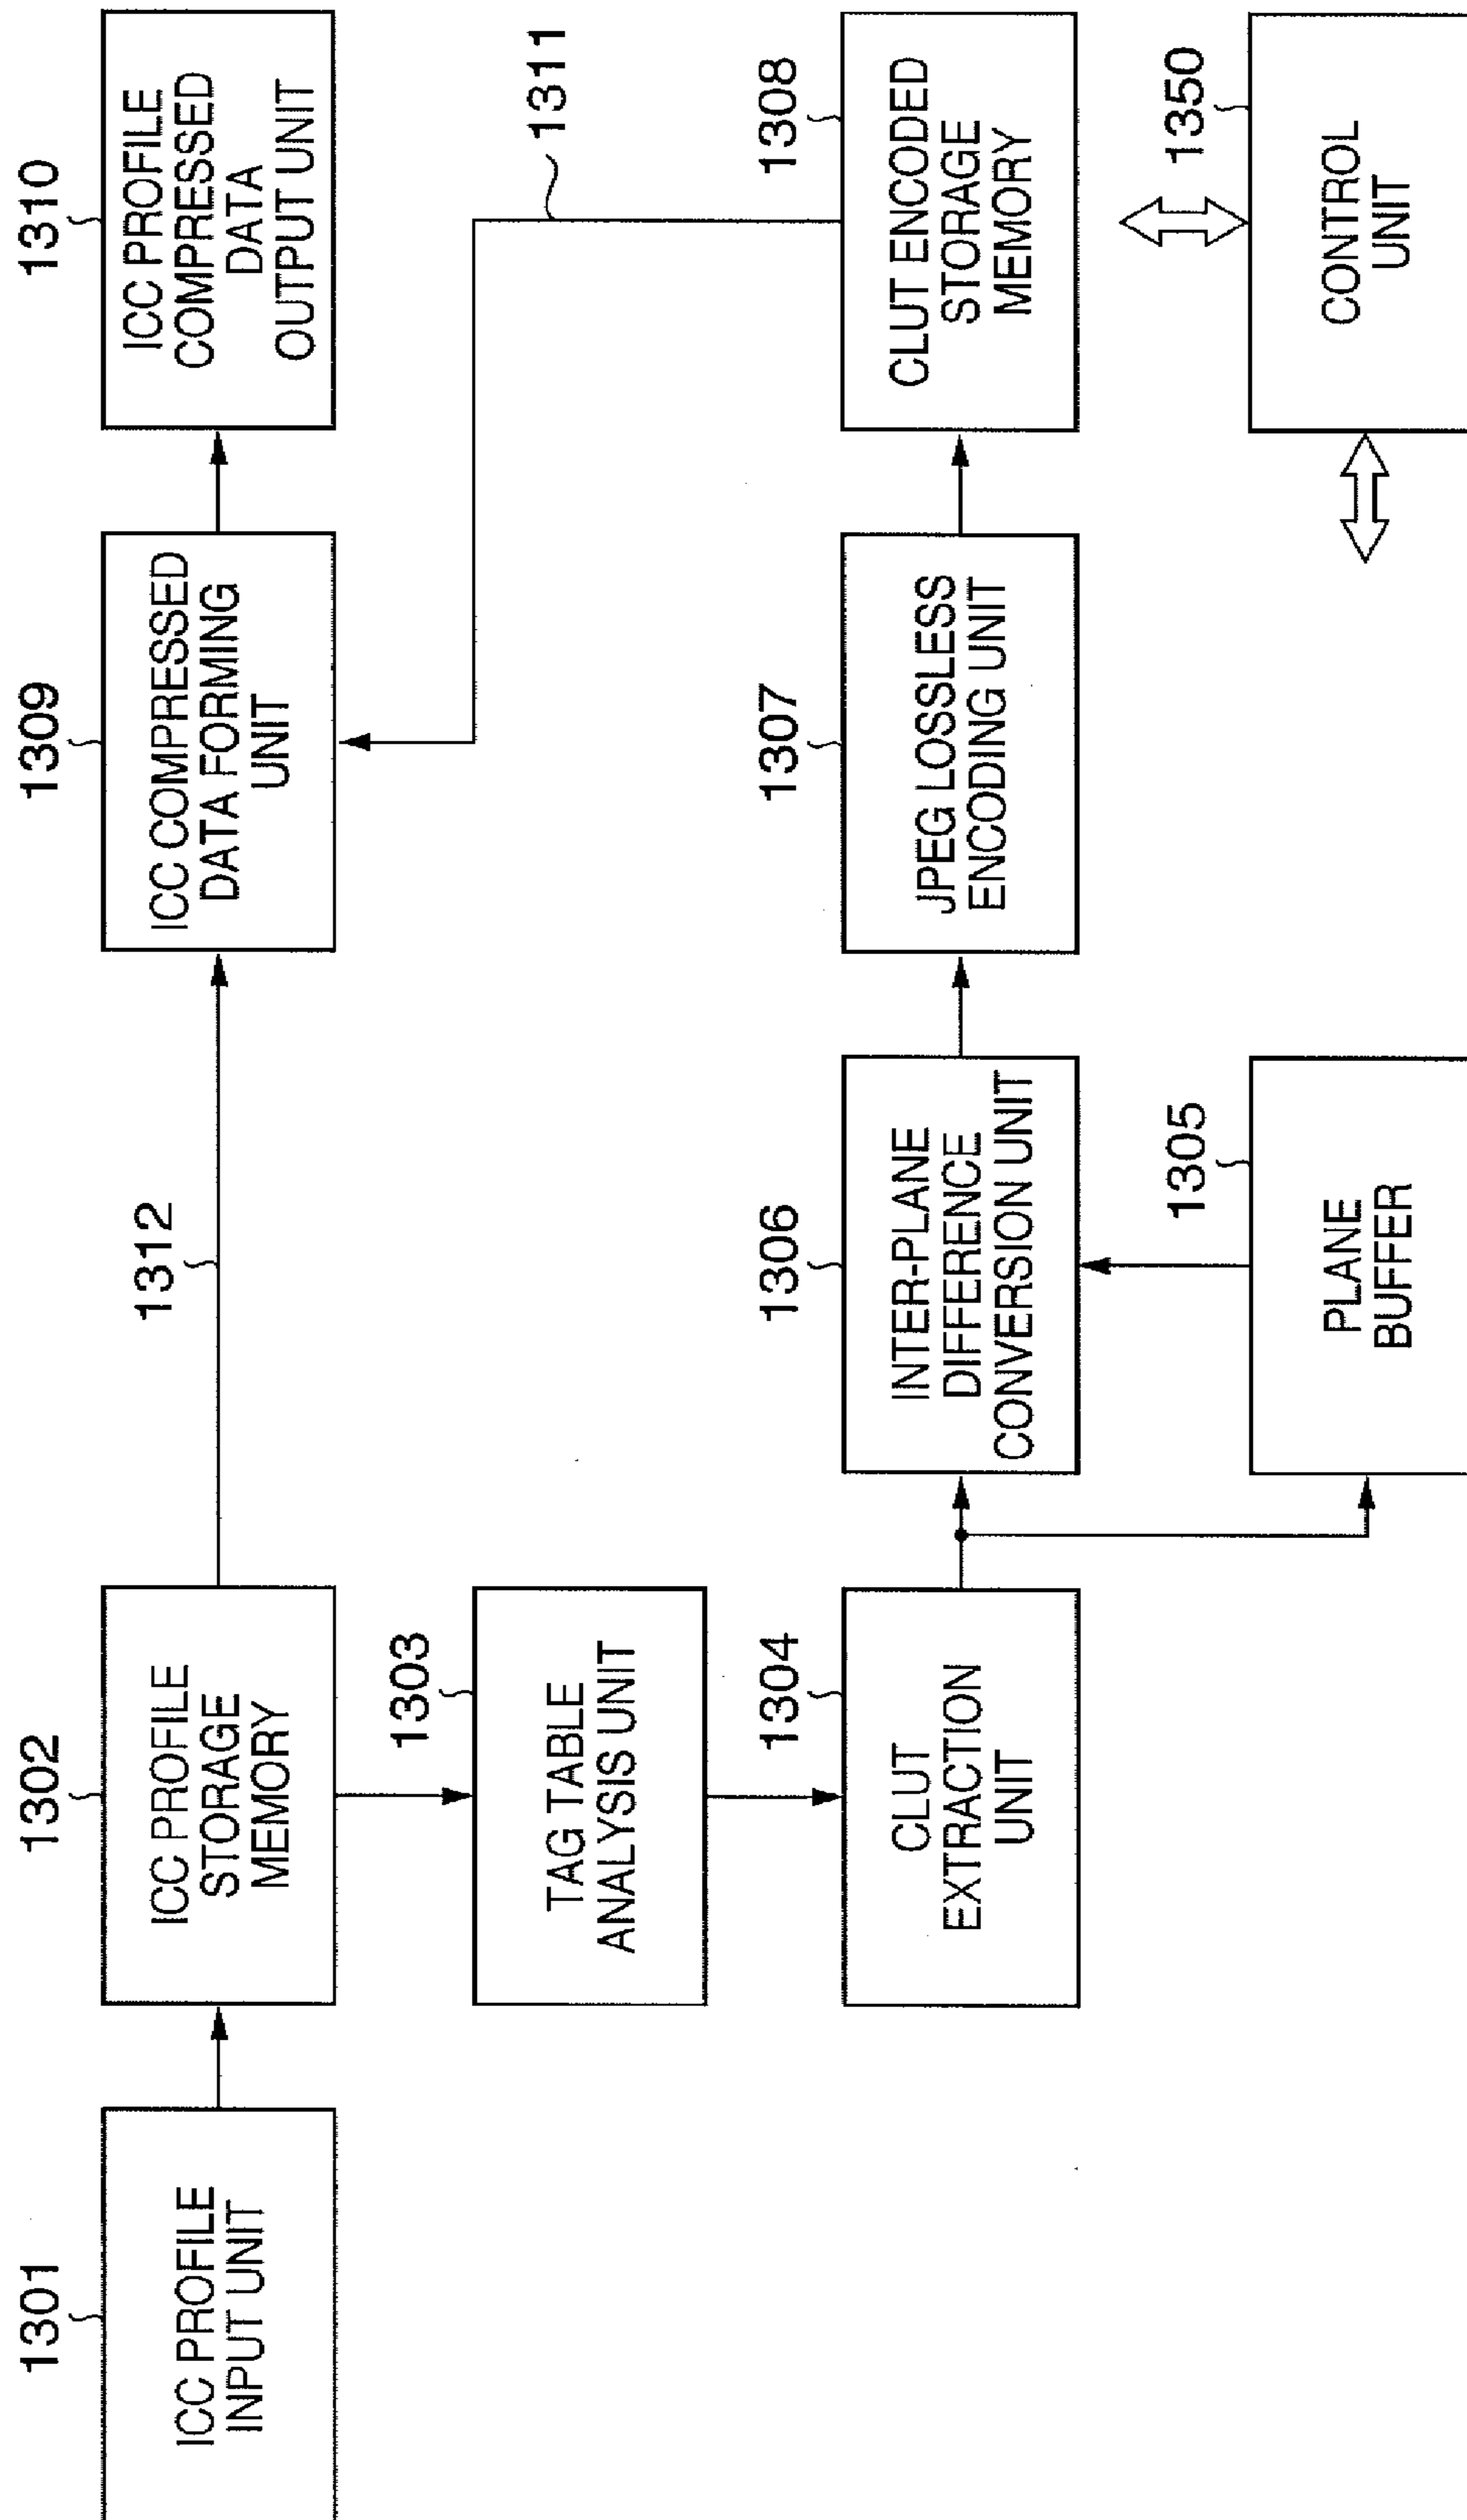 1301
ICC PROFILE
INPUT UNIT
1302
ICC PROFILE
STORAGE
MEMORY
1312
1309
ICC COMPRESSED
DATA FORMING
UNIT
1310
ICC PROFILE
COMPRESSED
DATA
OUTPUT UNIT
1303
TAG TABLE
ANALYSIS UNIT
1311
1304
CLUT
EXTRACTION
UNIT
1306
INTER-PLANE
DIFFERENCE
CONVERSION UNIT
1307
JPEG LOSSLESS
ENCODING UNIT
1308
CLUT ENCODED
STORAGE
MEMORY
1305
PLANE
BUFFER
1350
CONTROL
UNIT